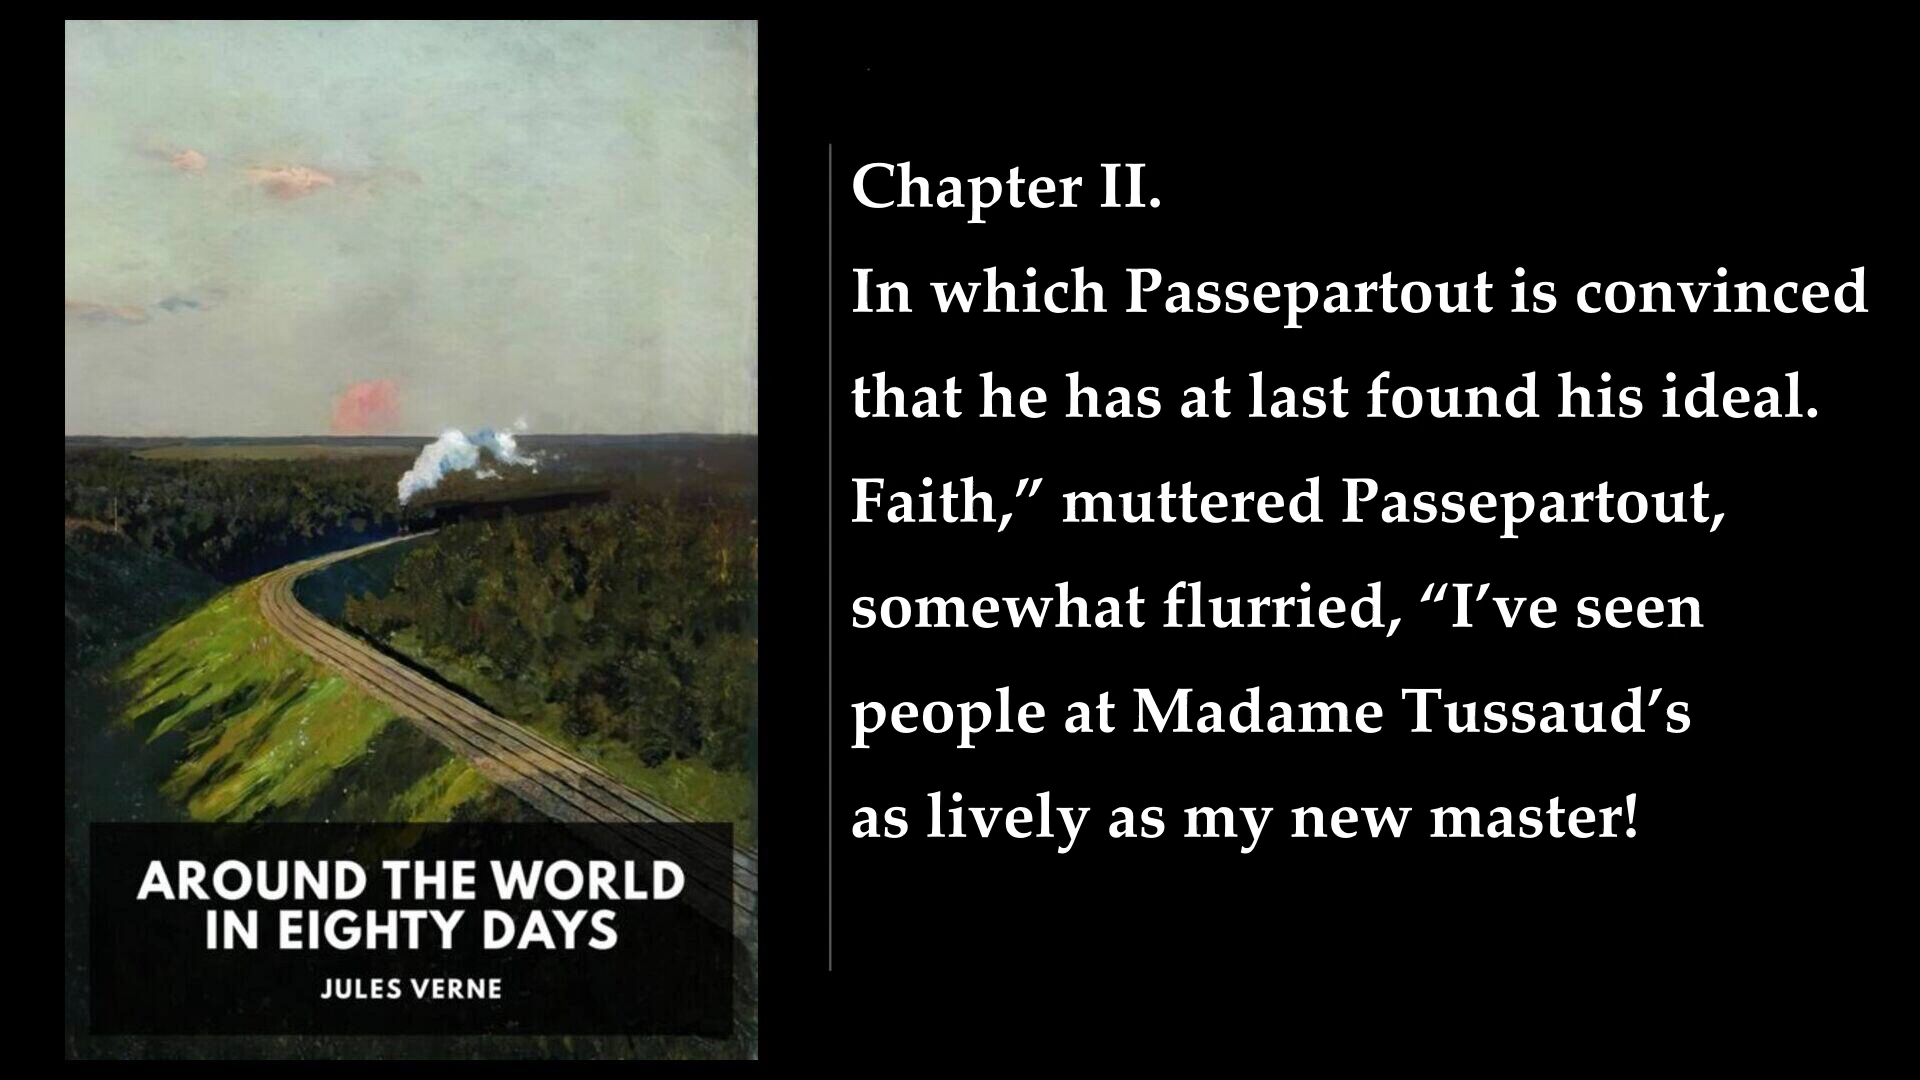 AROUND THE WORLD
IN EIGHTY DAYS
JULES VERNE
Chapter II.
In which Passepartout is convinced
that he has at last found his ideal.
Faith,” muttered Passepartout,
somewhat flurried, “I’ve seen
people at Madame Tussaud’s
as lively as my new master!